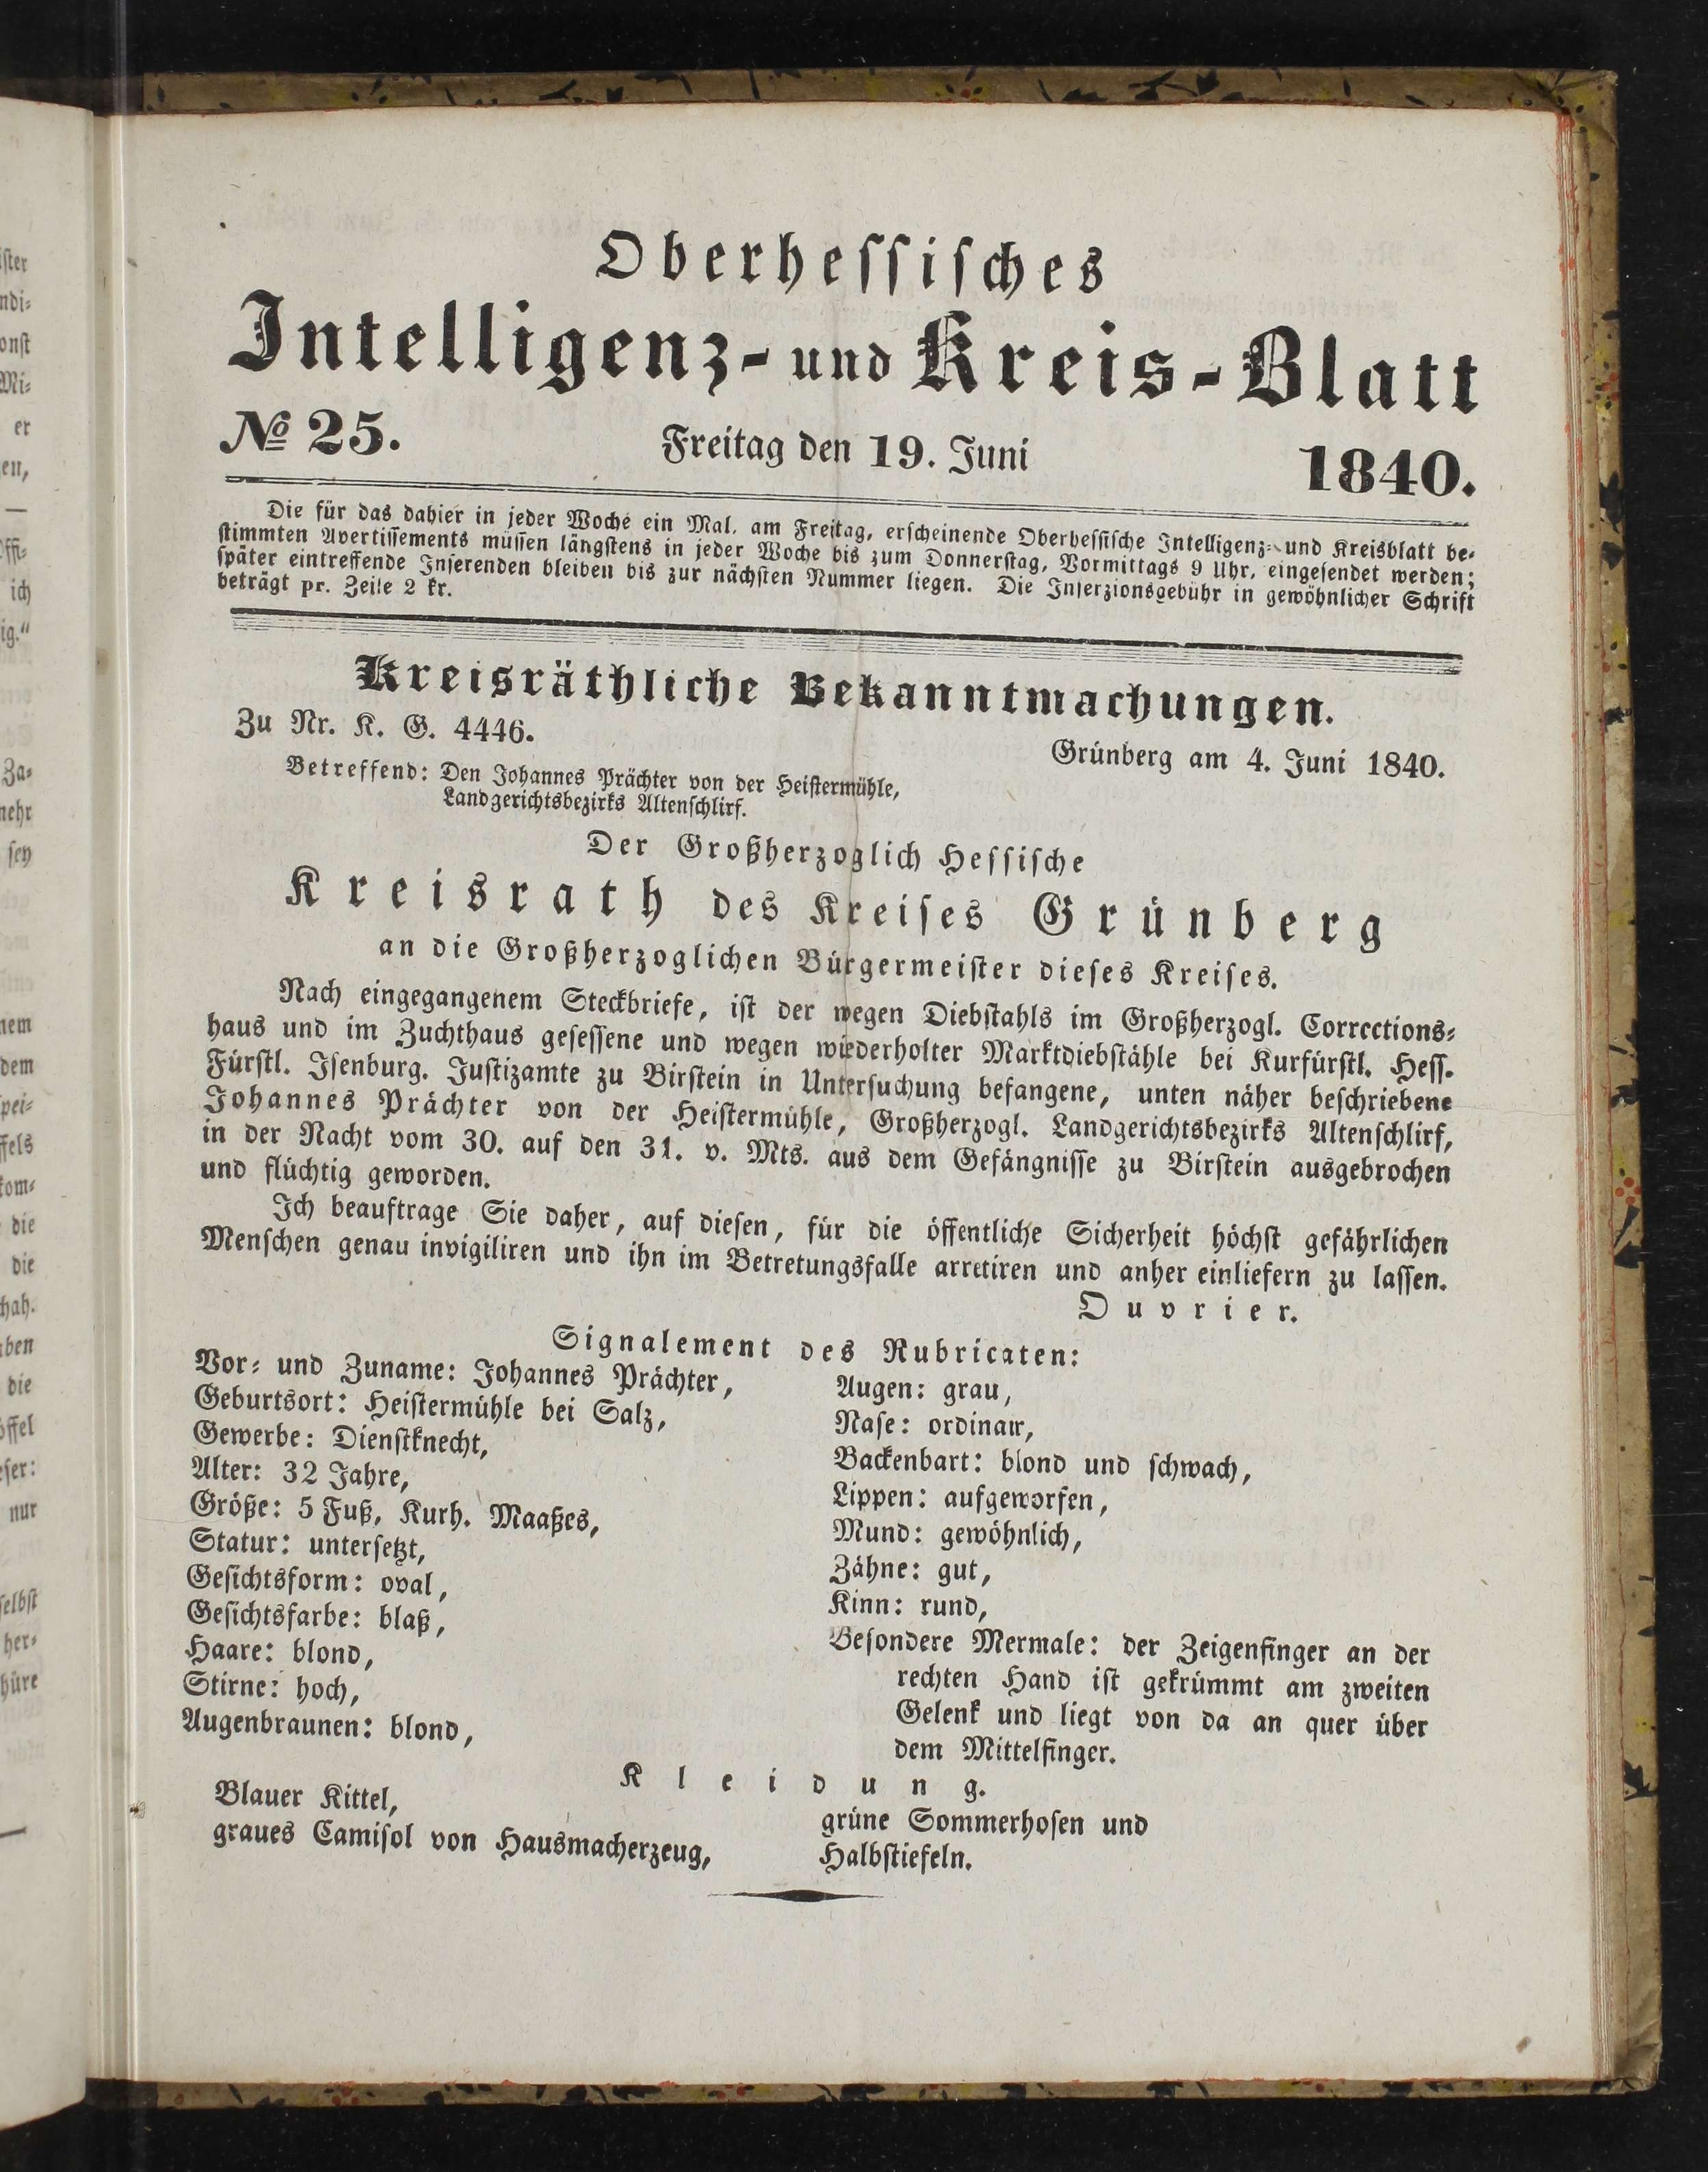 Oberhessisches
Intelligenz- und Kreis-Blatt
№ 25.
Freitag den 19. Juni
1840.
Die für das dahier in jeder Woche ein Mal, am Freitag, erscheinende Oberhessische Intelligenz- und Kreisblatt be-
stimmten Avertissements müssen längstens in jeder Woche bis zum Donnerstag, Vormittags 9 Uhr, eingesendet werden;
später eintreffende Inserenden bleiben bis zur nächsten Nummer liegen. Die Inserzionsgebühr in gewöhnlicher Schrift
beträgt pr. Zeile 2 kr.
Kreisräthliche Bekanntmachungen.
Zu Nr. K. G. 4446.
Grünberg am 4. Juni 1840.
Betreffend: Den Johannes Prächter von der Heistermühle,
Landgerichtsbezirks Altenschlirf.
Der Großherzoglich Hessische
Kreisrath des Kreises Grünberg
an die Großherzoglichen Bürgermeister dieses Kreises.
Nach eingegangenem Steckbriefe, ist der wegen Diebstahls im Großherzogl. Corrections-
haus und im Zuchthaus gesessene und wegen wiederholter Marktdiebstähle bei Kurfürstl. Hess.
Fürstl. Isenburg. Justizamte zu Birstein in Untersuchung befangene, unten näher beschriebene
Johannes Prächter von der Heistermühle, Großherzogl. Landgerichtsbezirks Altenschlirf,
in der Nacht vom 30. auf den 31. v. Mts. aus dem Gefängnisse zu Birstein ausgebrochen
und flüchtig geworden.
Ich beauftrage Sie daher, auf diesen, für die öffentliche Sicherheit höchst gefährlichen
Menschen genau invigiliren und ihn im Betretungsfalle arretiren und anher einliefern zu lassen.
Ouvrier.
Signalement des Rubricaten:
Vor- und Zuname: Johannes Prächter,
Geburtsort: Heistermühle bei Salz,
Gewerbe: Dienstknecht,
Alter: 32 Jahre,
Größe: 5 Fuß, Kurh. Maaßes,
Statur: untersetzt,
Gesichtsform: oval,
Gesichtsfarbe: blaß,
Haare: blond,
Stirne: hoch,
Augenbraunen: blond,
Augen: grau,
Nase: ordinair,
Backenbart: blond und schwach,
Lippen: aufgeworfen,
Mund: gewöhnlich,
Zähne: gut,
Kinn: rund,
Besondere Mermale: der Zeigenfinger an der
rechten Hand ist gekrümmt am zweiten
Gelenk und liegt von da an quer über
dem Mittelfinger.
Kleidung.
Blauer Kittel,
graues Camisol von Hausmacherzeug,
grüne Sommerhosen und
Halbstiefeln.